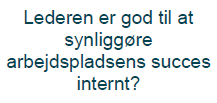 Lederen er god til at
synliggøre
arbejdspladsens succes
internt?